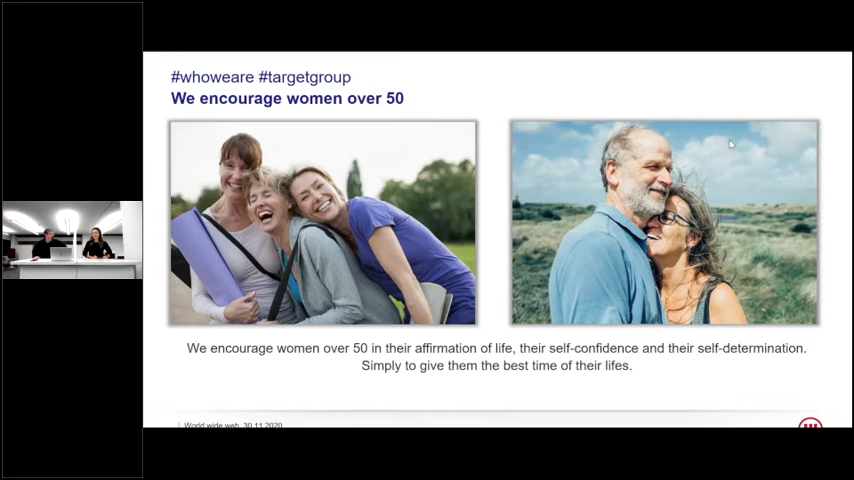 #whoweare #targetgroup
We encourage women over 50
We encourage women over 50 in their affirmation of life, their self-confidence and their self-determination.
Simply to give them the best time of their lifes.
World wide web, 30.11.2020